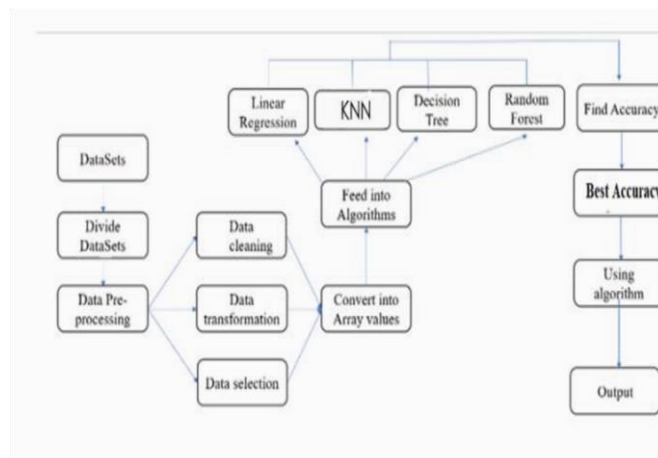 DataSets
Divide
DataSets
Data Pre-
processing
Data
cleaning
Data
transformation
Data selection
Convert into
Array values
Feed into
Algorithms
Linear
Regression
KNN
Decision
Tree
Random
Forest
Find Accuracy
Best Accuracy
Using
algorithm
Output